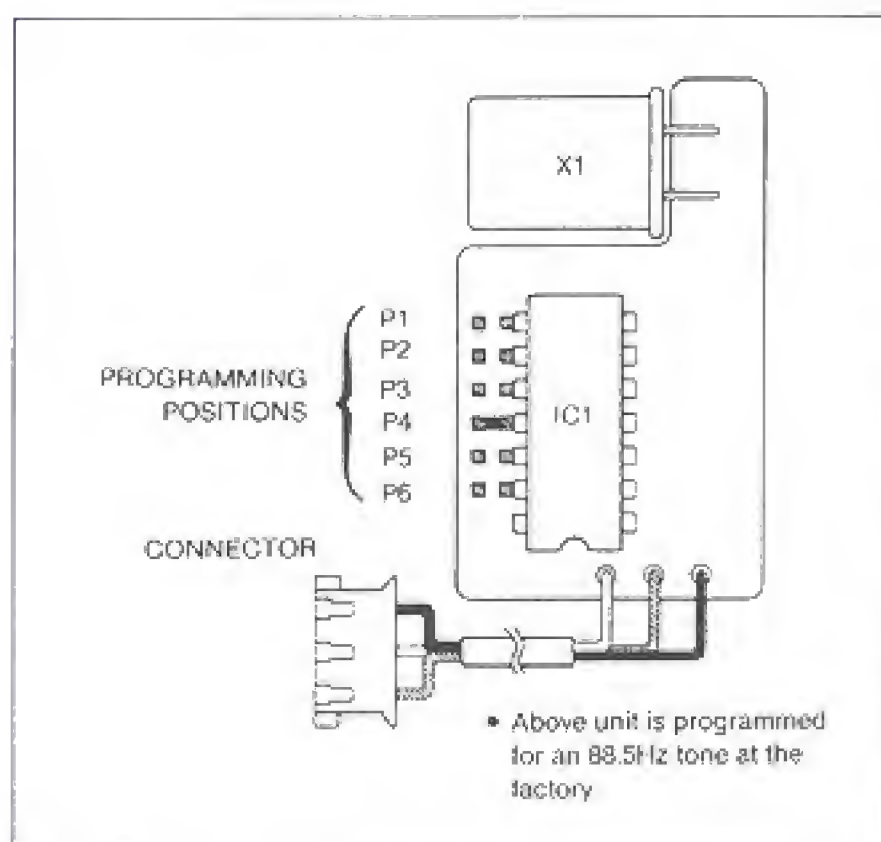 X1
P1
P2
PROGRAMMING
POSITIONS
P3
P4
P5
P6
IC1
CONNECTOR
• Above unit is programmed
for an 88.5Hz tone at the
factory